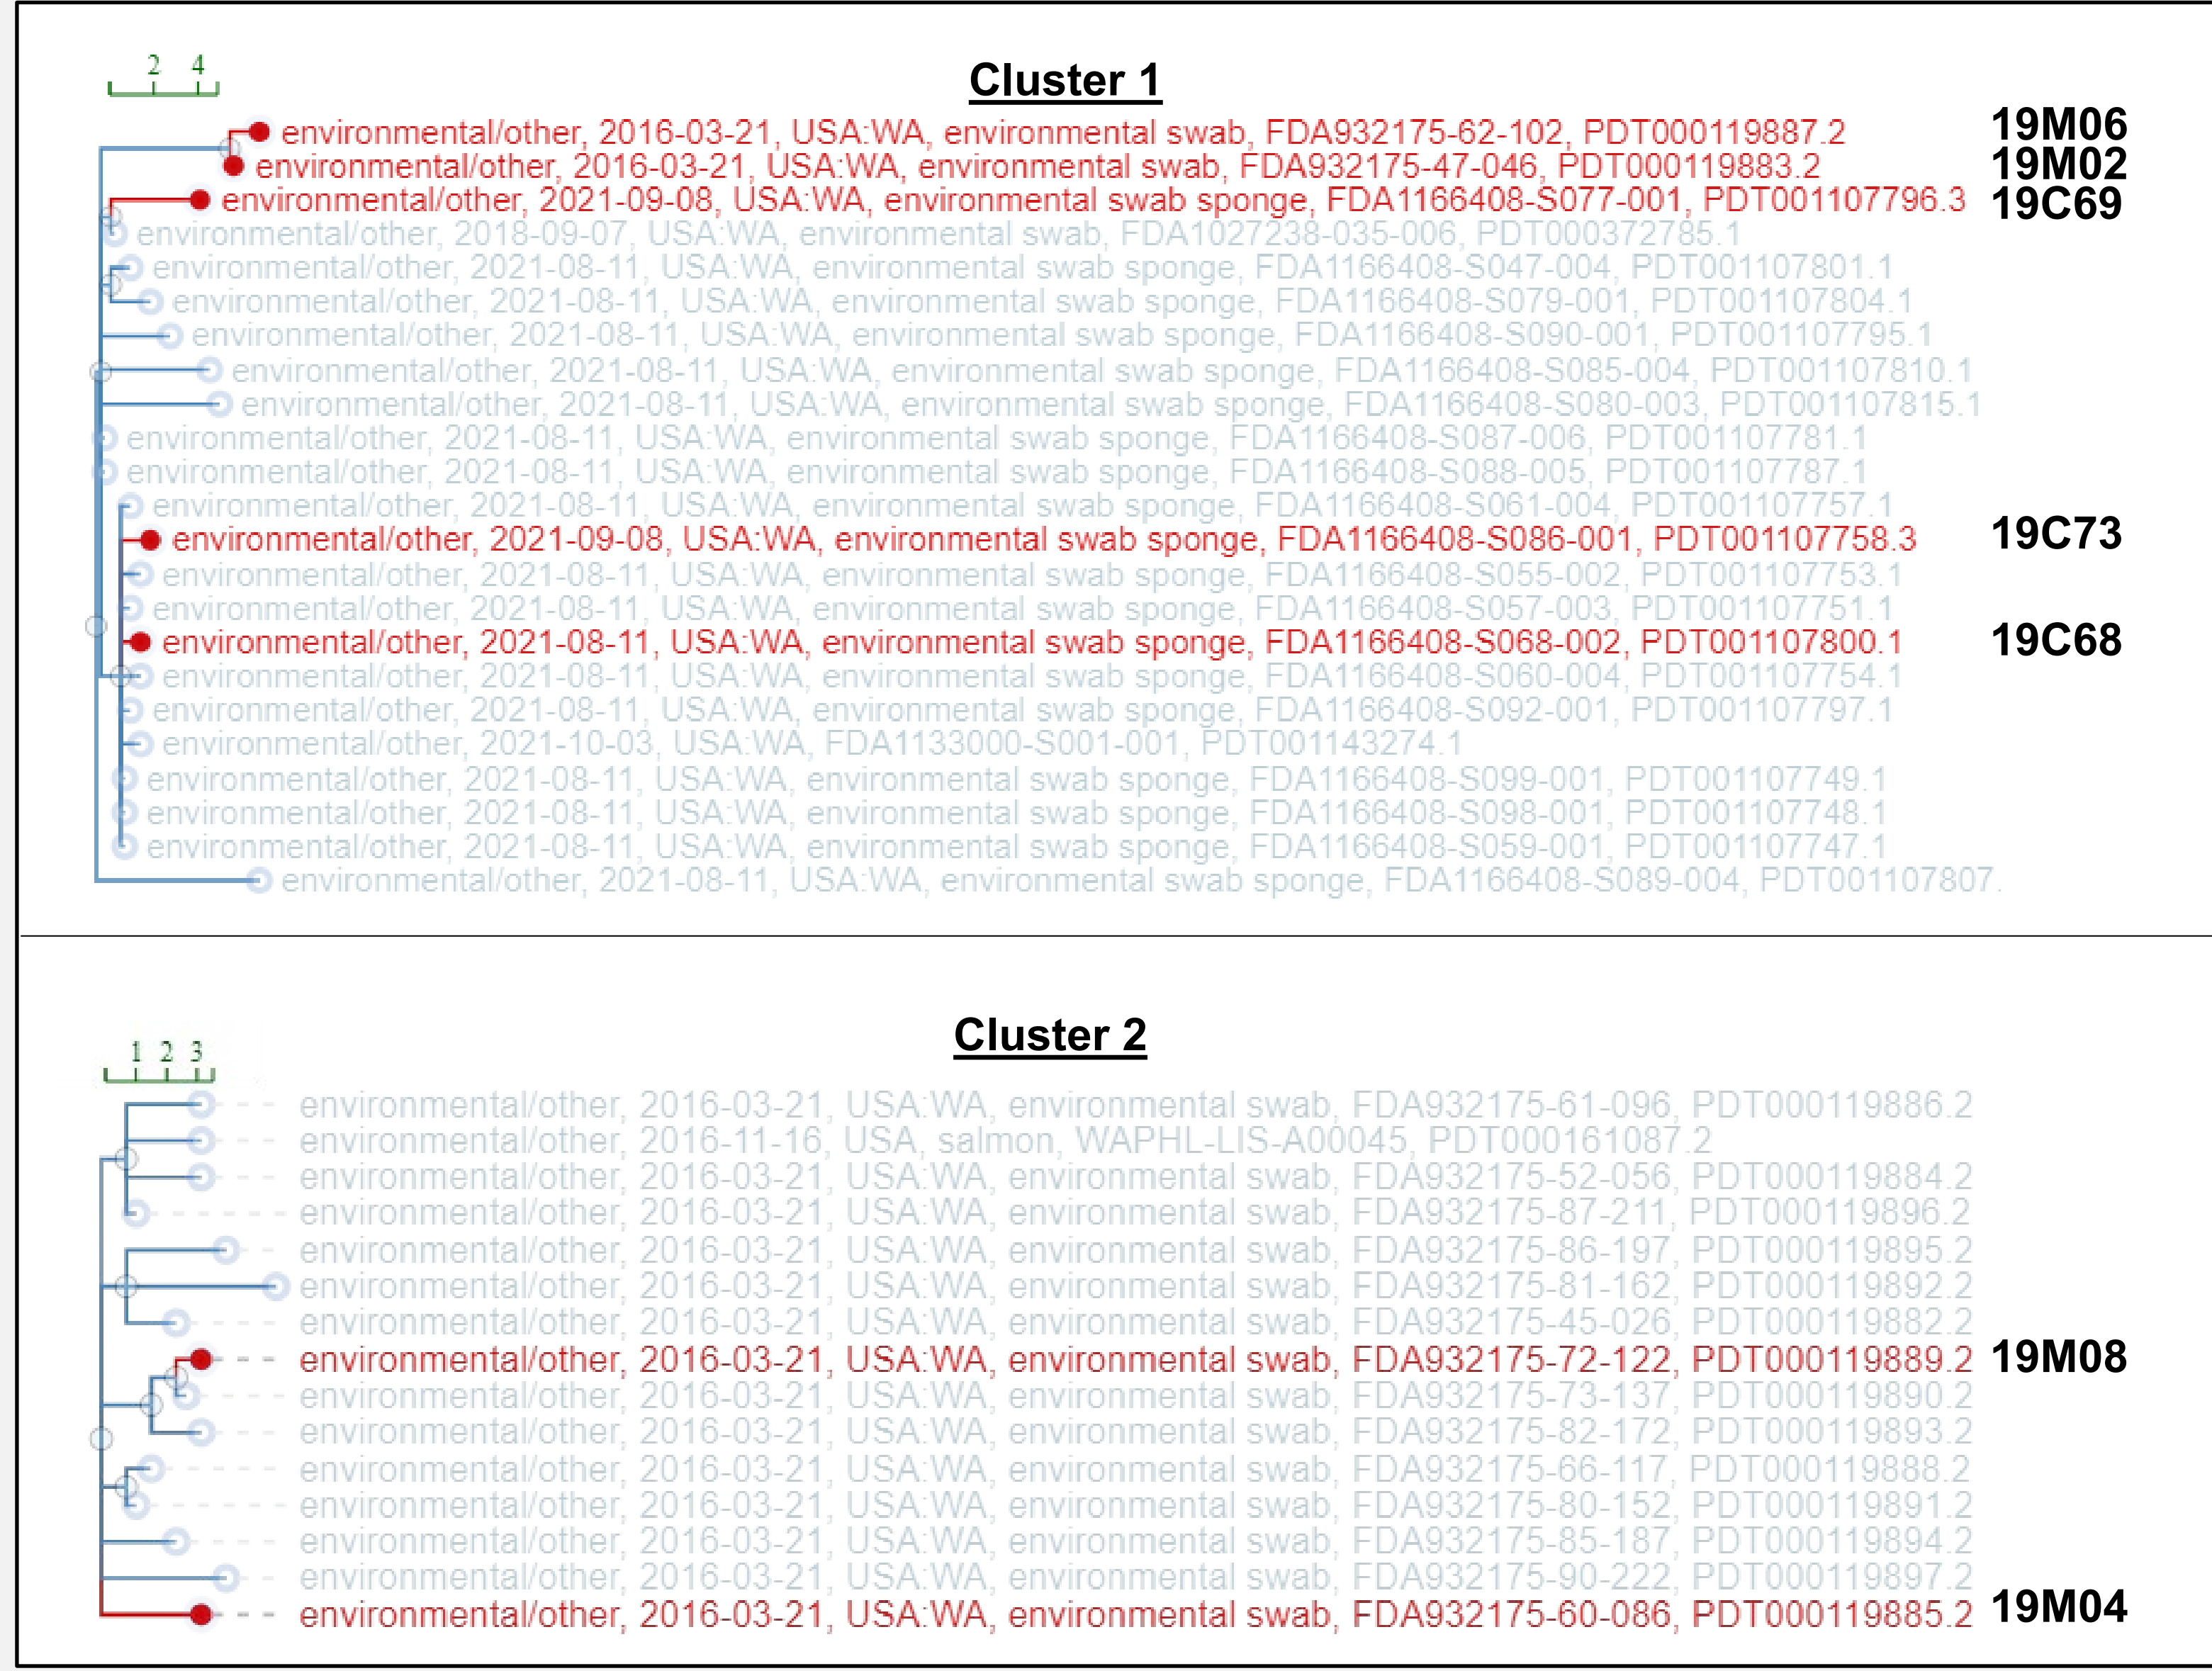 2 4
Cluster 1
environmental/other, 2016-03-21, USA:WA, environmental swab, FDA932175-62-102, PDT000119887.2 19M06
environmental/other, 2016-03-21, USA:WA, environmental swab, FDA932175-47-046, PDT000119883.2 19M02
environmental/other, 2021-09-08, USA:WA, environmental swab sponge, FDA1166408-S077-001, PDT001107796.3 19C69
environmental/other, 2018-09-07, USA:WA, environmental swab, FDA1027238-035-006, PDT000372785.1
environmental/other, 2021-08-11, USA:WA, environmental swab sponge, FDA1166408-S047-004, PDT001107801.1
environmental/other, 2021-08-11, USA:WA, environmental swab sponge, FDA1166408-S079-001, PDT001107804.1
environmental/other, 2021-08-11, USA:WA, environmental swab sponge, FDA1166408-S090-001, PDT001107795.1
environmental/other, 2021-08-11, USA:WA, environmental swab sponge, FDA1166408-S085-004, PDT001107810.1
environmental/other, 2021-08-11, USA:WA, environmental swab sponge, FDA1166408-S080-003, PDT001107815.1
environmental/other, 2021-08-11, USA:WA, environmental swab sponge, FDA1166408-S087-006, PDT001107781.1
environmental/other, 2021-08-11, USA:WA, environmental swab sponge, FDA1166408-S088-005, PDT001107787.1
environmental/other, 2021-08-11, USA:WA, environmental swab sponge, FDA1166408-S061-004, PDT001107757.1
environmental/other, 2021-09-08, USA:WA, environmental swab sponge, FDA1166408-S086-001, PDT001107758.3 19C73
environmental/other, 2021-08-11, USA:WA, environmental swab sponge, FDA1166408-S055-002, PDT001107753.1
environmental/other, 2021-08-11, USA:WA, environmental swab sponge, FDA1166408-S057-003, PDT001107751.1
environmental/other, 2021-08-11, USA:WA, environmental swab sponge, FDA1166408-S068-002, PDT001107800.1 19C68
environmental/other, 2021-08-11, USA:WA, environmental swab sponge, FDA1166408-S060-004, PDT001107754.1
environmental/other, 2021-08-11, USA:WA, environmental swab sponge, FDA1166408-S092-001, PDT001107797.1
environmental/other, 2021-10-03, USA:WA, FDA1133000-S001-001, PDT001143274.1
environmental/other, 2021-08-11, USA:WA, environmental swab sponge, FDA1166408-S099-001, PDT001107749.1
environmental/other, 2021-08-11, USA:WA, environmental swab sponge, FDA1166408-S098-001, PDT001107748.1
environmental/other, 2021-08-11, USA:WA, environmental swab sponge, FDA1166408-S059-001, PDT001107747.1
environmental/other, 2021-08-11, USA:WA, environmental swab sponge, FDA1166408-S089-004, PDT001107807.
Cluster 2
1 2 3
environmental/other, 2016-03-21, USA:WA, environmental swab, FDA932175-61-096, PDT000119886.2
environmental/other, 2016-11-16, USA, salmon, WAPHL-LIS-A00045, PDT000161087.2
environmental/other, 2016-03-21, USA:WA, environmental swab, FDA932175-52-056, PDT000119884.2
environmental/other, 2016-03-21, USA:WA, environmental swab, FDA932175-87-211, PDT000119896.2
environmental/other, 2016-03-21, USA:WA, environmental swab, FDA932175-86-197, PDT000119895.2
environmental/other, 2016-03-21, USA:WA, environmental swab, FDA932175-81-162, PDT000119892.2
environmental/other, 2016-03-21, USA:WA, environmental swab, FDA932175-45-026, PDT000119882.2
environmental/other, 2016-03-21, USA:WA, environmental swab, FDA932175-72-122, PDT000119889.2 19M08
environmental/other, 2016-03-21, USA:WA, environmental swab, FDA932175-73-137, PDT000119890.2
environmental/other, 2016-03-21, USA:WA, environmental swab, FDA932175-82-172, PDT000119893.2
environmental/other, 2016-03-21, USA:WA, environmental swab, FDA932175-66-117, PDT000119888.2
environmental/other, 2016-03-21, USA:WA, environmental swab, FDA932175-80-152, PDT000119891.2
environmental/other, 2016-03-21, USA:WA, environmental swab, FDA932175-85-187, PDT000119894.2
environmental/other, 2016-03-21, USA:WA, environmental swab, FDA932175-90-222, PDT000119897.2
environmental/other, 2016-03-21, USA:WA, environmental swab, FDA932175-60-086, PDT000119885.2 19M04